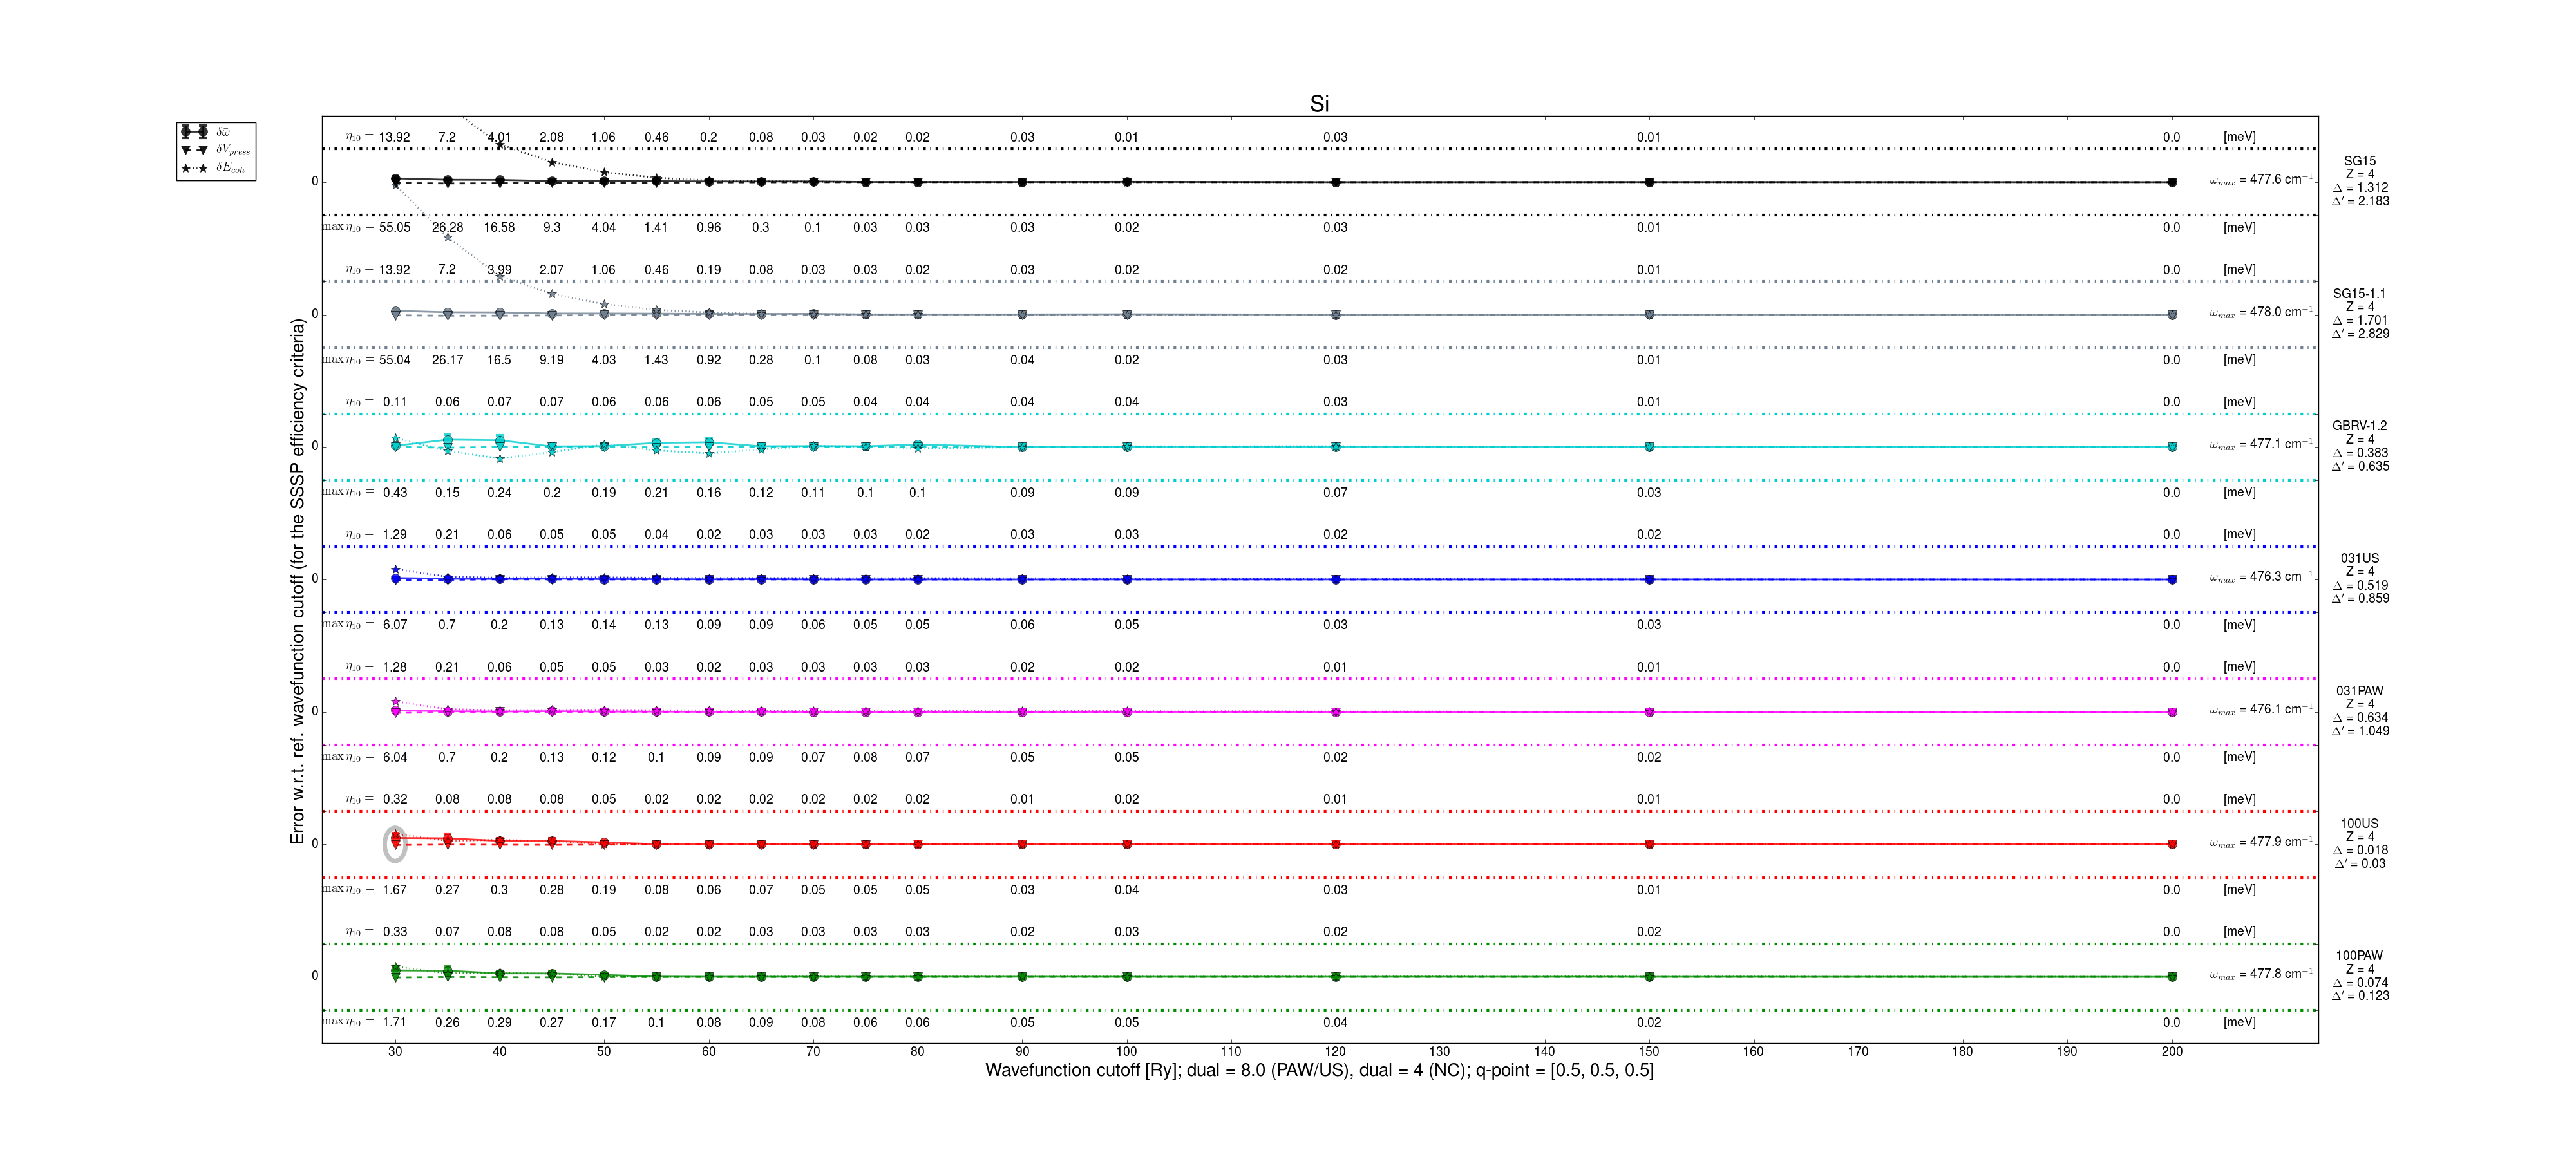 Si
δω̄
δV_press
δE_coh
Error w.r.t. ref. wavefunction cutoff (for the SSSP efficiency criteria)
η₁₀ = 13.92 7.2 4.01 2.08 1.06 0.46 0.2 0.08 0.03 0.02 0.02 0.03 0.01 0.03 0.01 0.0 [meV]
0 ω_max = 477.6 cm⁻¹
max η₁₀ = 55.05 26.28 16.58 9.3 4.04 1.41 0.96 0.3 0.1 0.03 0.03 0.03 0.02 0.03 0.01 0.0 [meV]
SG15
Z = 4
Δ = 1.312
Δ′ = 2.183
η₁₀ = 13.92 7.2 3.99 2.07 1.06 0.46 0.19 0.08 0.03 0.03 0.02 0.03 0.02 0.02 0.01 0.0 [meV]
0 ω_max = 478.0 cm⁻¹
max η₁₀ = 55.04 26.17 16.5 9.19 4.03 1.43 0.92 0.28 0.1 0.08 0.03 0.04 0.02 0.03 0.01 0.0 [meV]
SG15-1.1
Z = 4
Δ = 1.701
Δ′ = 2.829
η₁₀ = 0.11 0.06 0.07 0.07 0.06 0.06 0.06 0.05 0.05 0.04 0.04 0.04 0.04 0.03 0.01 0.0 [meV]
0 ω_max = 477.1 cm⁻¹
max η₁₀ = 0.43 0.15 0.24 0.2 0.19 0.21 0.16 0.12 0.11 0.1 0.1 0.09 0.09 0.07 0.03 0.0 [meV]
GBRV-1.2
Z = 4
Δ = 0.383
Δ′ = 0.635
η₁₀ = 1.29 0.21 0.06 0.05 0.05 0.04 0.02 0.03 0.03 0.03 0.02 0.03 0.03 0.02 0.02 0.0 [meV]
0 ω_max = 476.3 cm⁻¹
max η₁₀ = 6.07 0.7 0.2 0.13 0.14 0.13 0.09 0.09 0.06 0.05 0.05 0.06 0.05 0.03 0.03 0.0 [meV]
031US
Z = 4
Δ = 0.519
Δ′ = 0.859
η₁₀ = 1.28 0.21 0.06 0.05 0.05 0.03 0.02 0.03 0.03 0.03 0.03 0.02 0.02 0.01 0.01 0.0 [meV]
0 ω_max = 476.1 cm⁻¹
max η₁₀ = 6.04 0.7 0.2 0.13 0.12 0.1 0.09 0.09 0.07 0.08 0.07 0.05 0.05 0.02 0.02 0.0 [meV]
031PAW
Z = 4
Δ = 0.634
Δ′ = 1.049
η₁₀ = 0.32 0.08 0.08 0.08 0.05 0.02 0.02 0.02 0.02 0.02 0.02 0.01 0.02 0.01 0.01 0.0 [meV]
0 ω_max = 477.9 cm⁻¹
max η₁₀ = 1.67 0.27 0.3 0.28 0.19 0.08 0.06 0.07 0.05 0.05 0.05 0.03 0.04 0.03 0.01 0.0 [meV]
100US
Z = 4
Δ = 0.018
Δ′ = 0.03
η₁₀ = 0.33 0.07 0.08 0.08 0.05 0.02 0.02 0.03 0.03 0.03 0.03 0.02 0.03 0.02 0.02 0.0 [meV]
0 ω_max = 477.8 cm⁻¹
max η₁₀ = 1.71 0.26 0.29 0.27 0.17 0.1 0.08 0.09 0.08 0.06 0.06 0.05 0.05 0.04 0.02 0.0 [meV]
100PAW
Z = 4
Δ = 0.074
Δ′ = 0.123
30 40 50 60 70 80 90 100 110 120 130 140 150 160 170 180 190 200
Wavefunction cutoff [Ry]; dual = 8.0 (PAW/US), dual = 4 (NC); q-point = [0.5, 0.5, 0.5]